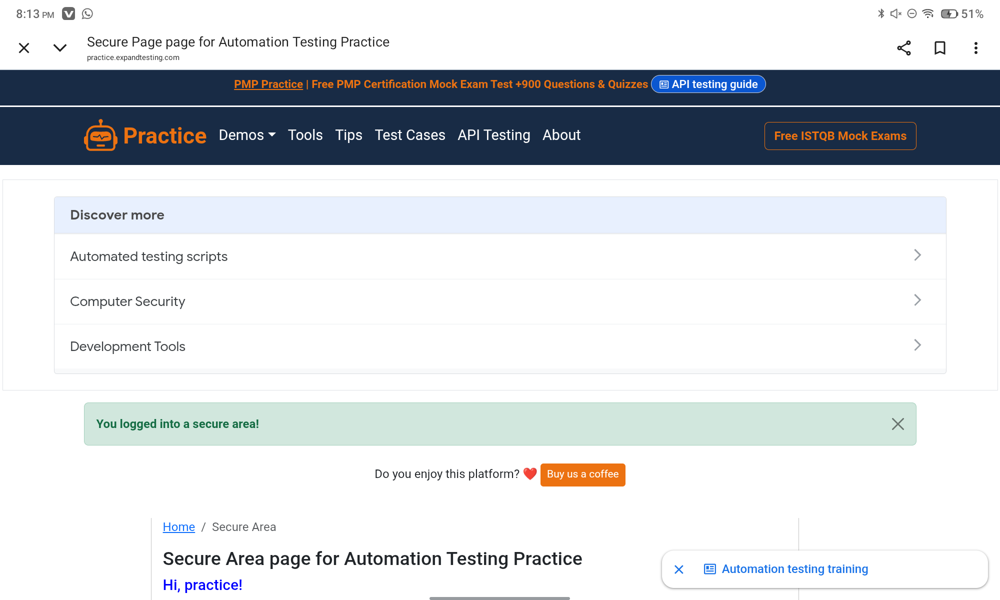 8:13 PM
51%
Secure Page page for Automation Testing Practice
practice.expandtesting.com
PMP Practice | Free PMP Certification Mock Exam Test +900 Questions & Quizzes API testing guide
Practice Demos Tools Tips Test Cases API Testing About Free ISTQB Mock Exams
Discover more
Automated testing scripts
Computer Security
Development Tools
You logged into a secure area!
Do you enjoy this platform? ❤️ Buy us a coffee
Home / Secure Area
Secure Area page for Automation Testing Practice
Hi, practice!
Automation testing training